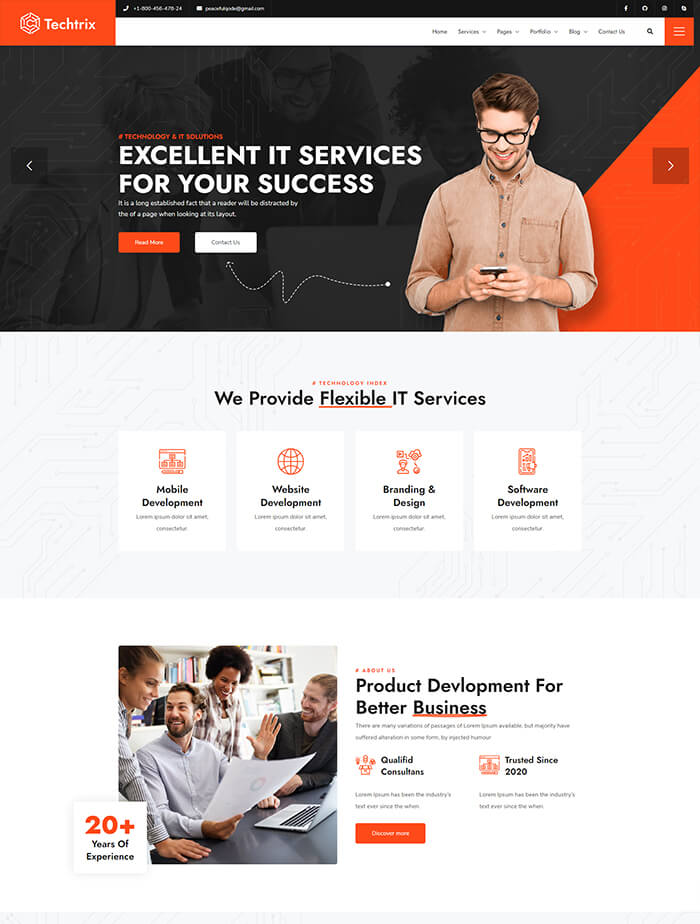 Techtrix
+1-800-456-478-24
peacefulqode@gmail.com
Home Services Pages Portfolio Blog Contact Us
# TECHNOLOGY & IT SOLUTIONS
EXCELLENT IT SERVICES
FOR YOUR SUCCESS
It is a long established fact that a reader will be distracted by
the of a page when looking at its layout.
Read More
Contact Us
# TECHNOLOGY INDEX
We Provide Flexible IT Services
Mobile
Development
Lorem ipsum dolor sit amet,
consectetur.
Website
Development
Lorem ipsum dolor sit amet,
consectetur.
Branding &
Design
Lorem ipsum dolor sit amet,
consectetur.
Software
Development
Lorem ipsum dolor sit amet,
consectetur.
20+
Years Of
Experience
# ABOUT US
Product Devlopment For
Better Business
There are many variations of passages of Lorem Ipsum available, but majority have
suffered alteration in some form, by injected humour
Qualifid
Consultans
Lorem Ipsum has been the industry's
text ever since the when.
Trusted Since
2020
Lorem Ipsum has been the industry's
text ever since the when.
Discover more